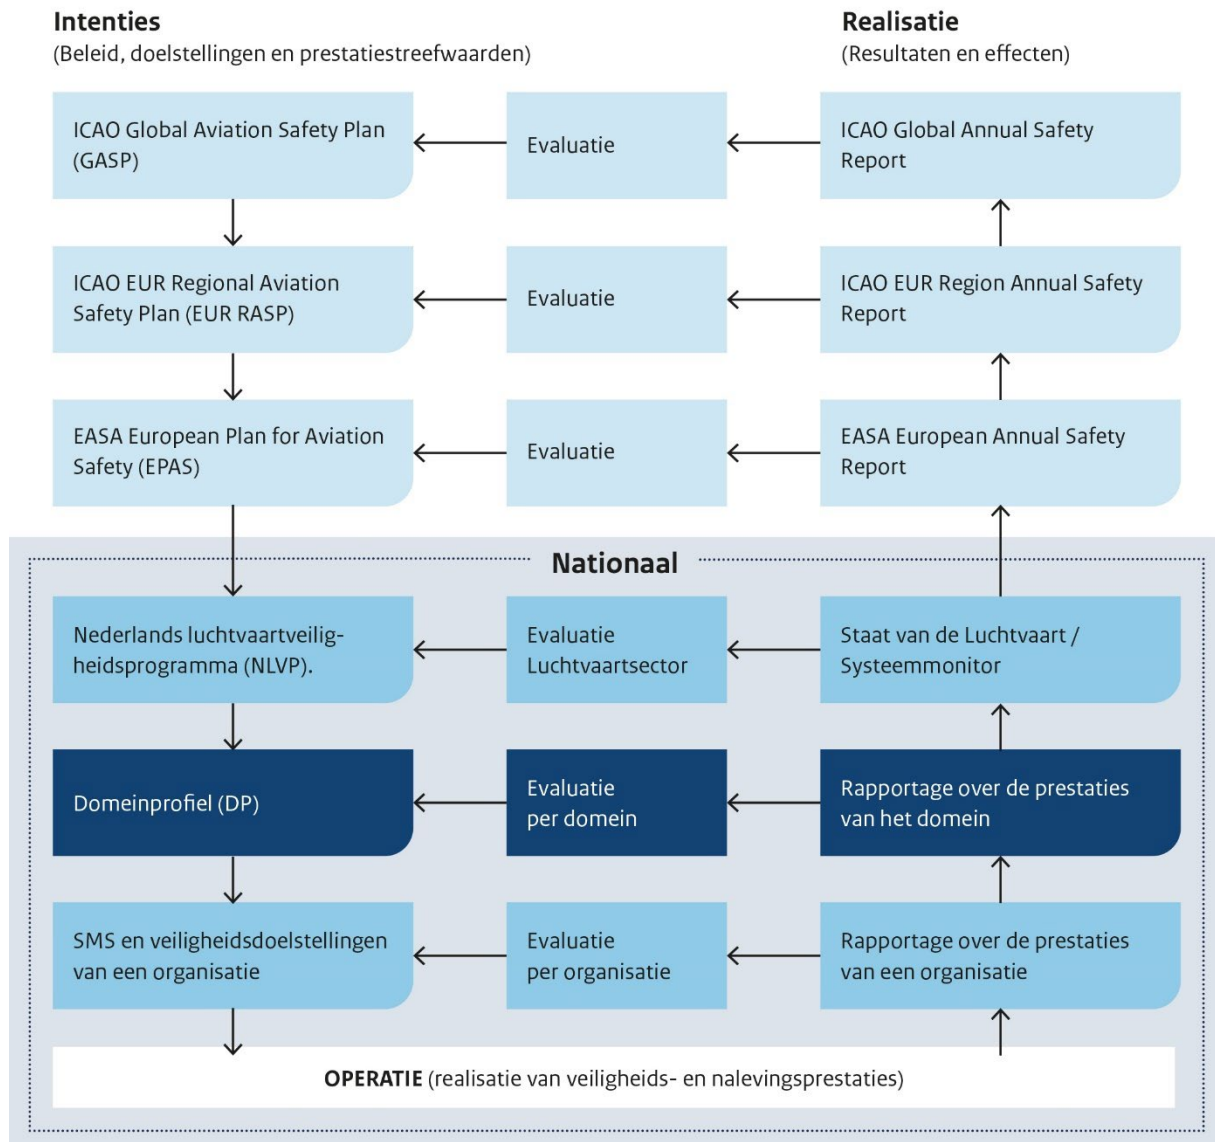 Intenties
(Beleid, doelstellingen en prestatiestreefwaarden)
Realisatie
(Resultaten en effecten)
ICAO Global Aviation Safety Plan
(GASP)
Evaluatie
ICAO Global Annual Safety
Report
ICAO EUR Regional Aviation
Safety Plan (EUR RASP)
Evaluatie
ICAO EUR Region Annual Safety
Report
EASA European Plan for Aviation
Safety (EPAS)
Evaluatie
EASA European Annual Safety
Report
Nationaal
Nederlands luchtvaartveilig-
heidsprogramma (NLVP).
Evaluatie
Luchtvaartsector
Staat van de Luchtvaart /
Systeemmonitor
Domeinprofiel (DP)
Evaluatie
per domein
Rapportage over de prestaties
van het domein
SMS en veiligheidsdoelstellingen
van een organisatie
Evaluatie
per organisatie
Rapportage over de prestaties
van een organisatie
OPERATIE (realisatie van veiligheids- en nalevingsprestaties)